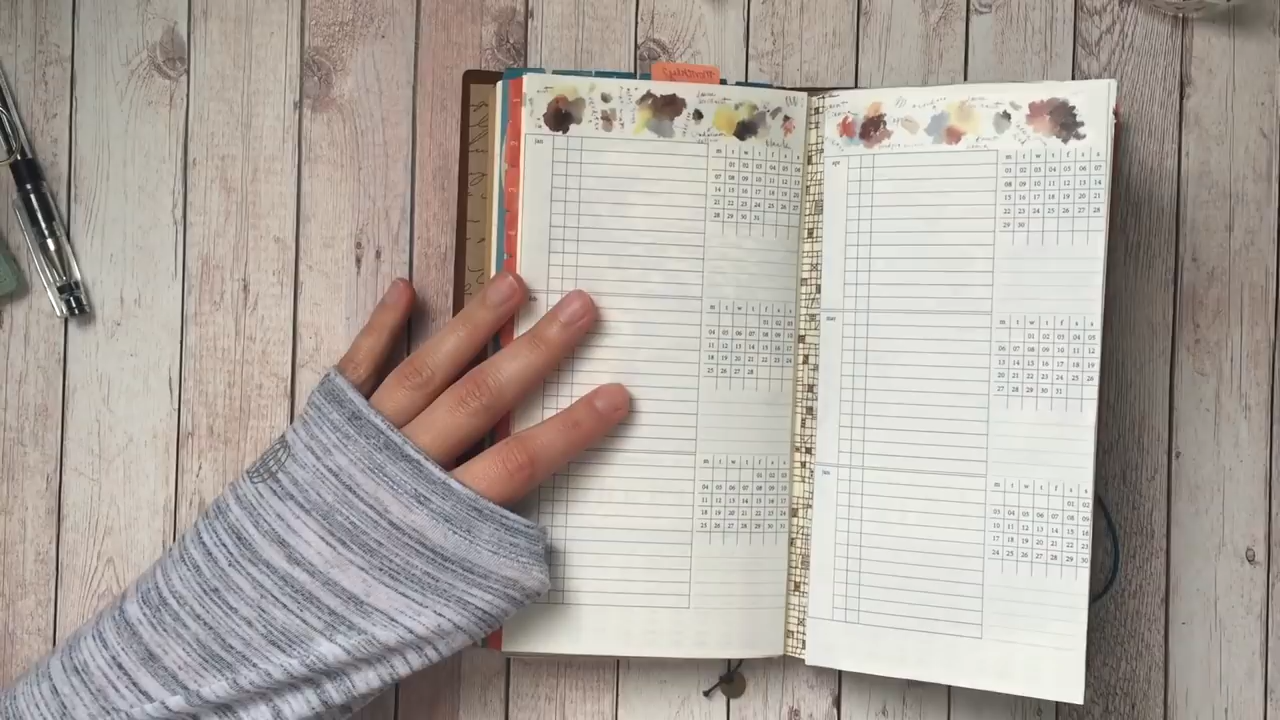 jan
m t w t f s s
01 02 03 04 05 06
07 08 09 10 11 12 13
14 15 16 17 18 19 20
21 22 23 24 25 26 27
28 29 30 31
m t w t f s s
01 02 03
04 05 06 07 08 09 10
11 12 13 14 15 16 17
18 19 20 21 22 23 24
25 26 27 28
m t w t f s s
01 02 03
04 05 06 07 08 09 10
11 12 13 14 15 16 17
18 19 20 21 22 23 24
25 26 27 28 29 30 31
apr
m t w t f s s
01 02 03 04 05 06 07
08 09 10 11 12 13 14
15 16 17 18 19 20 21
22 23 24 25 26 27 28
29 30
may
m t w t f s s
01 02 03 04 05
06 07 08 09 10 11 12
13 14 15 16 17 18 19
20 21 22 23 24 25 26
27 28 29 30 31
jun
m t w t f s s
01 02
03 04 05 06 07 08 09
10 11 12 13 14 15 16
17 18 19 20 21 22 23
24 25 26 27 28 29 30